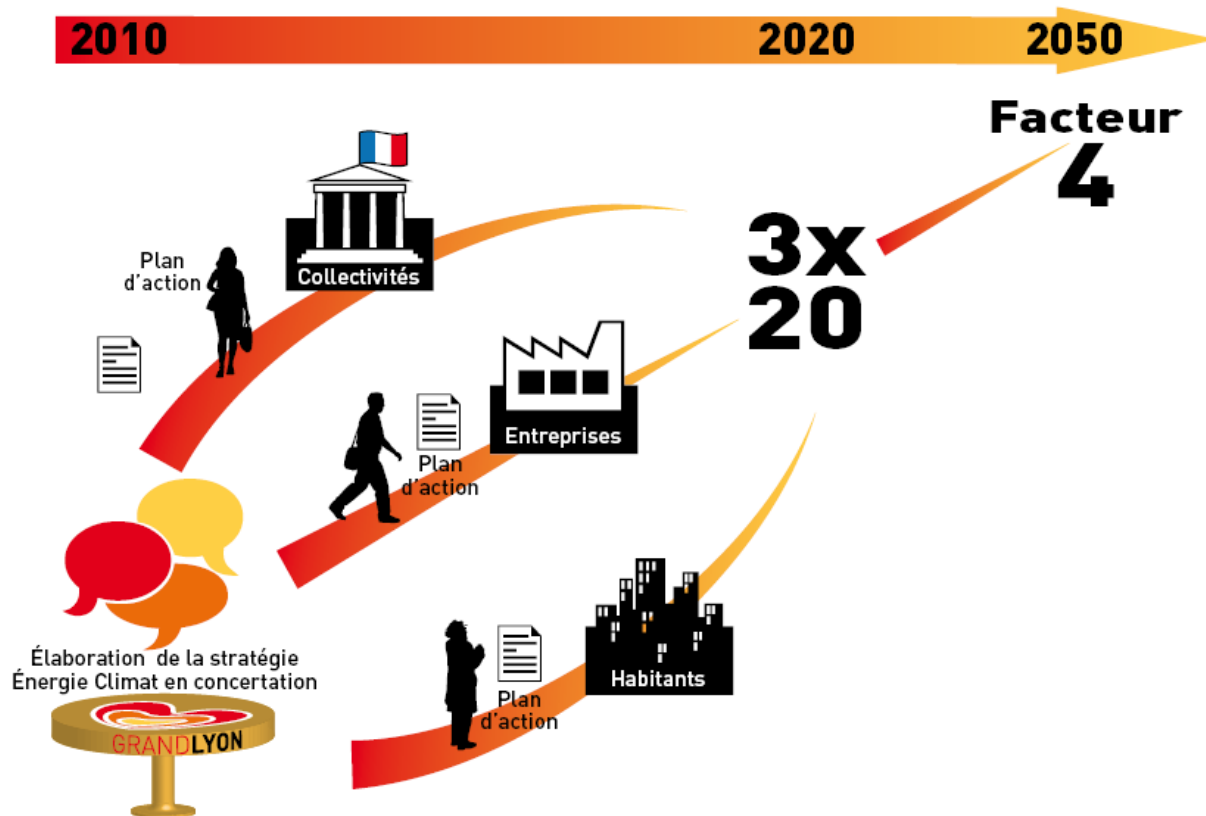 2010
2020
2050
Facteur
4
3x
20
Plan
d'action
Collectivités
Plan
d'action
Entreprises
Élaboration de la stratégie
Énergie Climat en concertation
GRANDLYON
Plan
d'action
Habitants